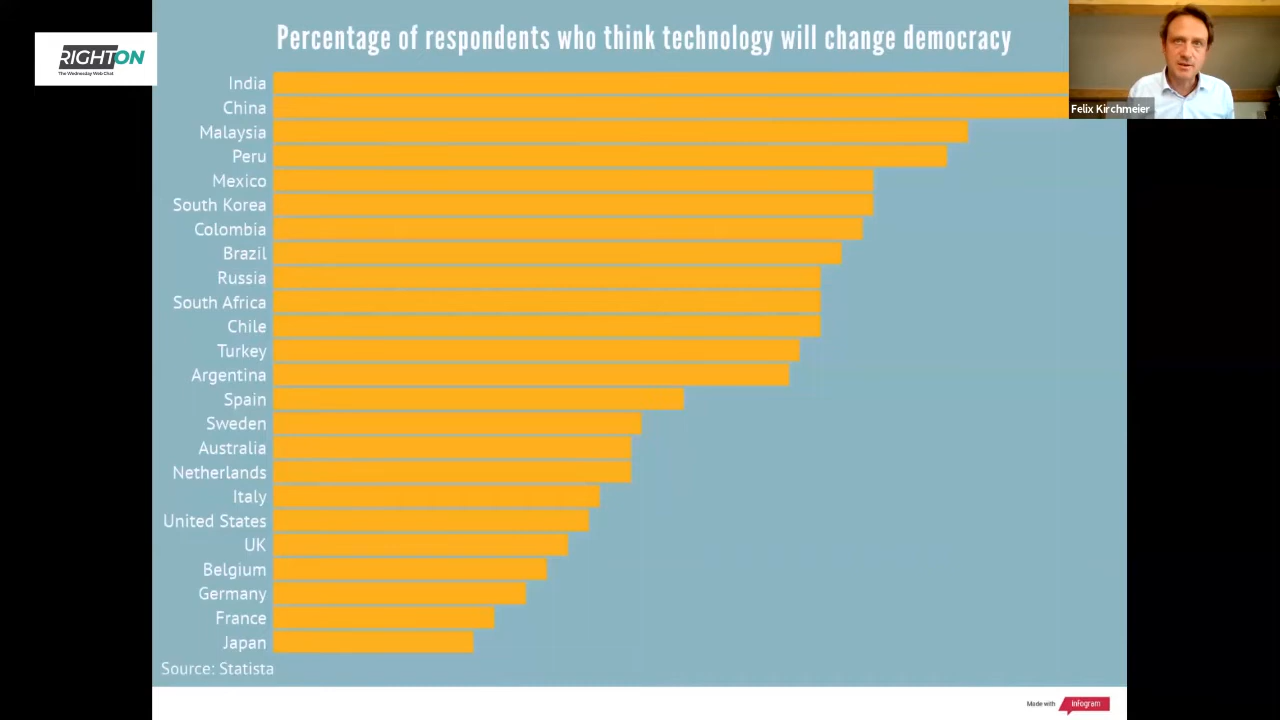 Percentage of respondents who think technology will change democracy
RIGHTON
The Wednesday Web Chat
Felix Kirchmeier
India
China
Malaysia
Peru
Mexico
South Korea
Colombia
Brazil
Russia
South Africa
Chile
Turkey
Argentina
Spain
Sweden
Australia
Netherlands
Italy
United States
UK
Belgium
Germany
France
Japan
Source: Statista
Made with infogram